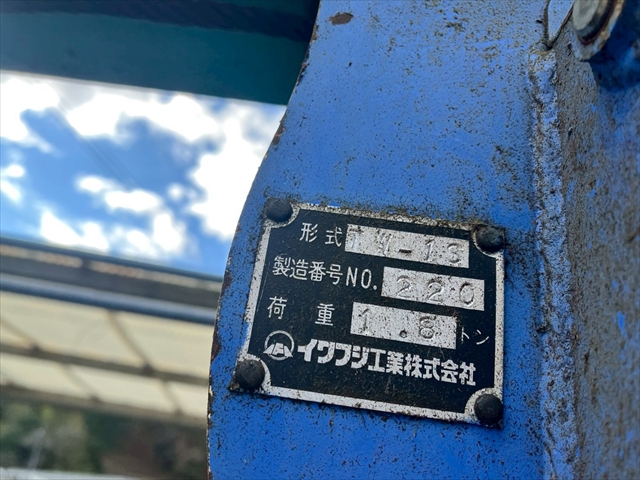 形式 TW-13
製造番号NO. 220
荷重 1.8 トン
イワフジ工業株式会社